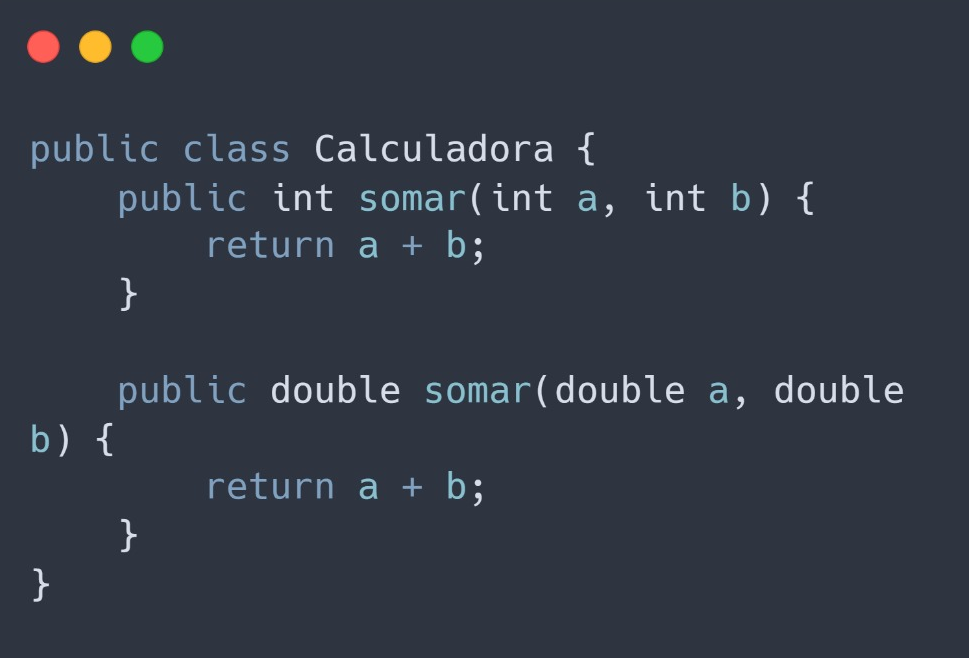 public class Calculadora {
    public int somar(int a, int b) {
        return a + b;
    }

    public double somar(double a, double
b) {
        return a + b;
    }
}